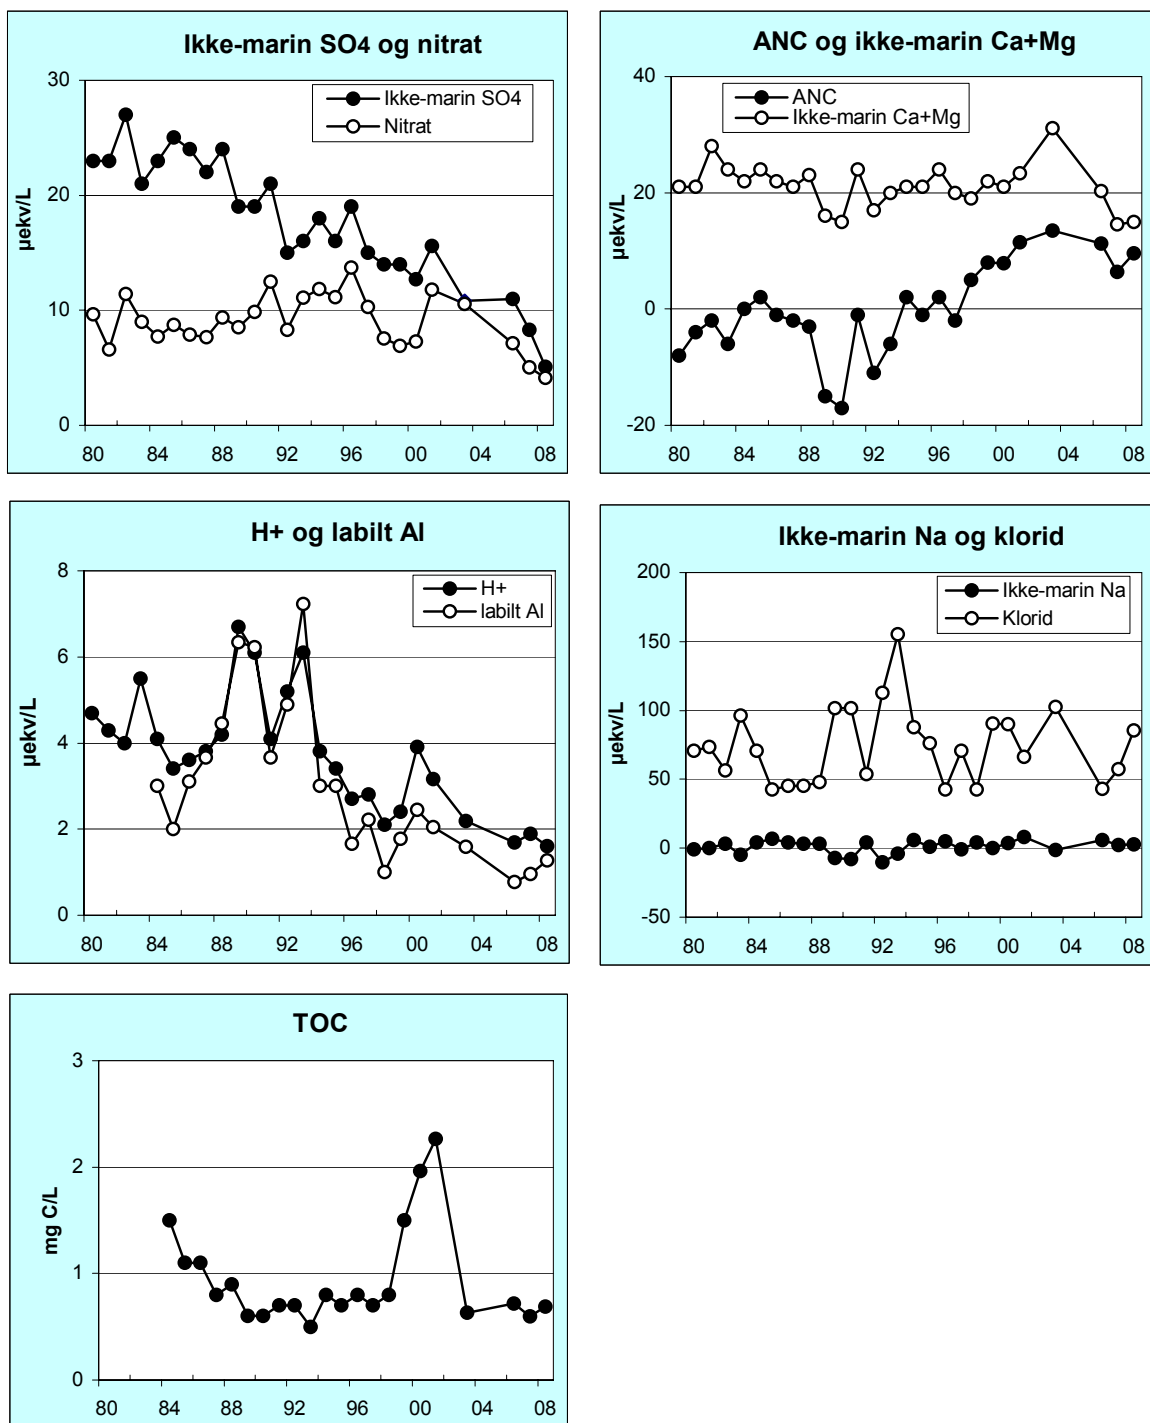 Ikke-marin SO4 og nitrat
30
20
10
0
µekv/L
Ikke-marin SO4
Nitrat
80 84 88 92 96 00 04 08
ANC og ikke-marin Ca+Mg
40
20
0
-20
µekv/L
ANC
Ikke-marin Ca+Mg
80 84 88 92 96 00 04 08
H+ og labilt Al
8
6
4
2
0
µekv/L
H+
labilt Al
80 84 88 92 96 00 04 08
Ikke-marin Na og klorid
200
150
100
50
0
-50
µekv/L
Ikke-marin Na
Klorid
80 84 88 92 96 00 04 08
TOC
3
2
1
0
mg C/L
80 84 88 92 96 00 04 08